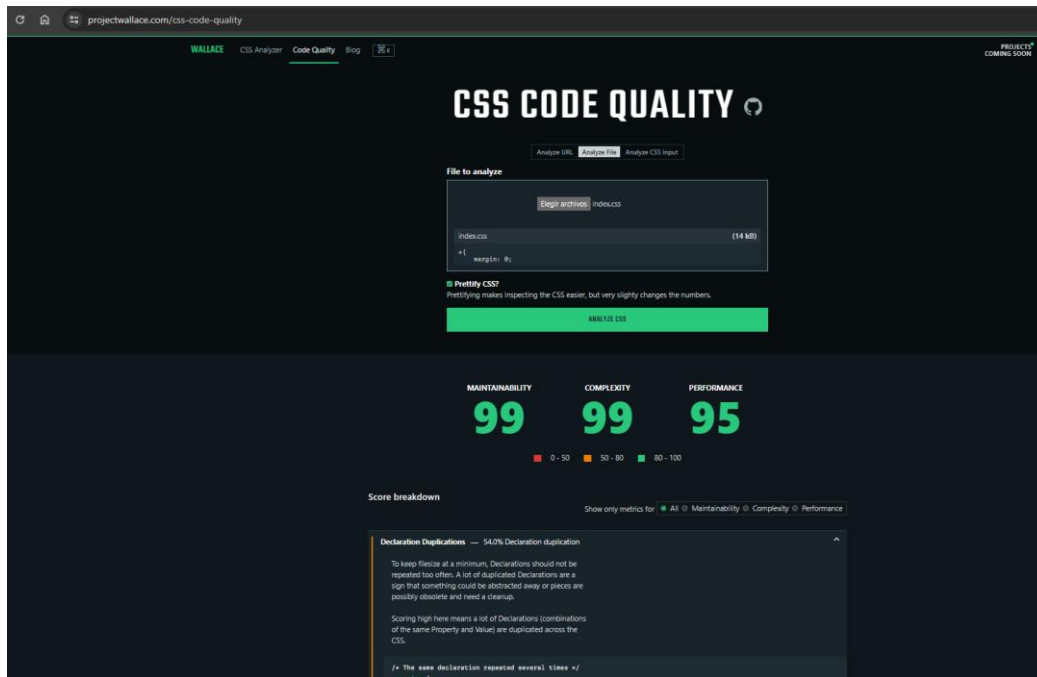 projectwallace.com/css-code-quality
WALLACE CSS Analyzer Code Quality Blog ⌘ K
PROJECTS
COMING SOON
CSS CODE QUALITY
Analyze URL Analyze File Analyze CSS input
File to analyze
Elegir archivos index.css
index.css (14 kB)
*{
margin: 0;
Prettify CSS?
Prettifying makes inspecting the CSS easier, but very slighty changes the numbers.
ANALYZE CSS
MAINTAINABILITY COMPLEXITY PERFORMANCE
99 99 95
0 - 50 50 - 80 80 - 100
Score breakdown
Show only metrics for All Maintainability Complexity Performance
Declaration Duplications — 54.0% Declaration duplication
To keep filesize at a minimum, Declarations should not be
repeated too often. A lot of duplicated Declarations are a
sign that something could be abstracted away or pieces are
possibly obsolete and need a cleanup.
Scoring high here means a lot of Declarations (combinations
of the same Property and Value) are duplicated across the
CSS.
/* The same declaration repeated several times */